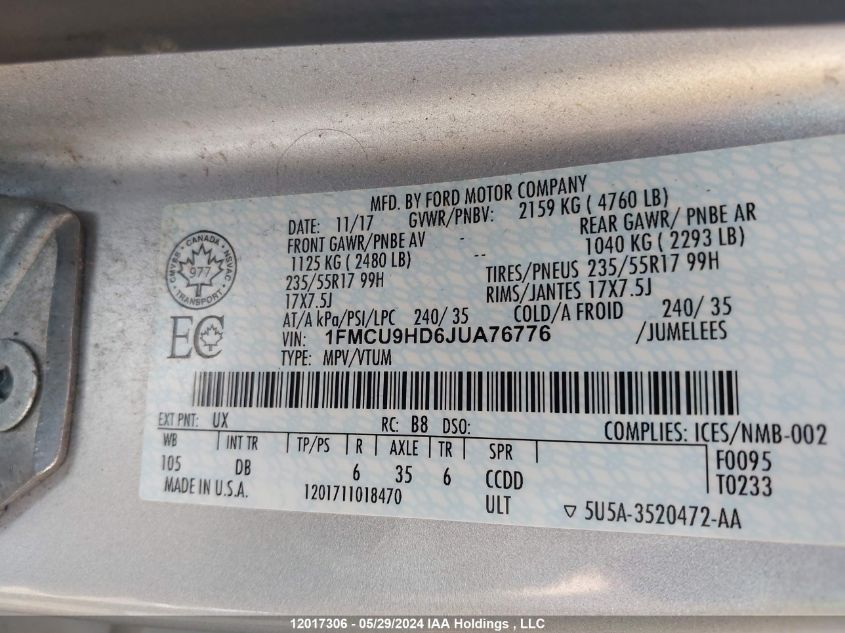 MFD. BY FORD MOTOR COMPANY
DATE: 11/17 GVWR/PNBV: 2159 KG ( 4760 LB)
FRONT GAWR/PNBE AV - REAR GAWR/ PNBE AR
1125 KG ( 2480 LB) - 1040 KG ( 2293 LB)
235/55R17 99H TIRES/PNEUS 235/55R17 99H
17X7.5J RIMS/JANTES 17X7.5J
AT/A kPa/PSI/LPC 240/ 35 COLD/A FROID 240/ 35
VIN: 1FMCU9HD6JUA76776 /JUMELEES
TYPE: MPV/VTUM
CANADA
CMVSS NSVAC
977
TRANSPORT
EC
EXT PNT: UX RC: B8 DSO: COMPLIES: ICES/NMB-002
WB INT TR TP/PS R AXLE TR SPR F0095
105 DB 6 35 6 CCDD T0233
MADE IN U.S.A. 1201711018470 ULT ▽ 5U5A-3520472-AA
12017306 - 05/29/2024 IAA Holdings , LLC